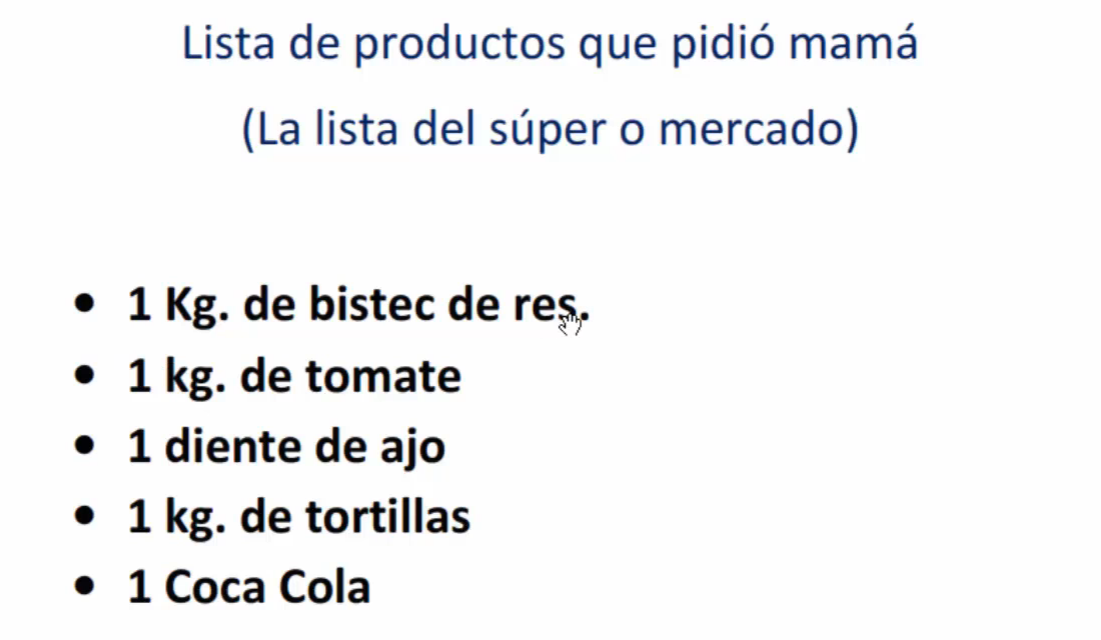 Lista de productos que pidió mamá
(La lista del súper o mercado)
• 1 Kg. de bistec de res.
• 1 kg. de tomate
• 1 diente de ajo
• 1 kg. de tortillas
• 1 Coca Cola